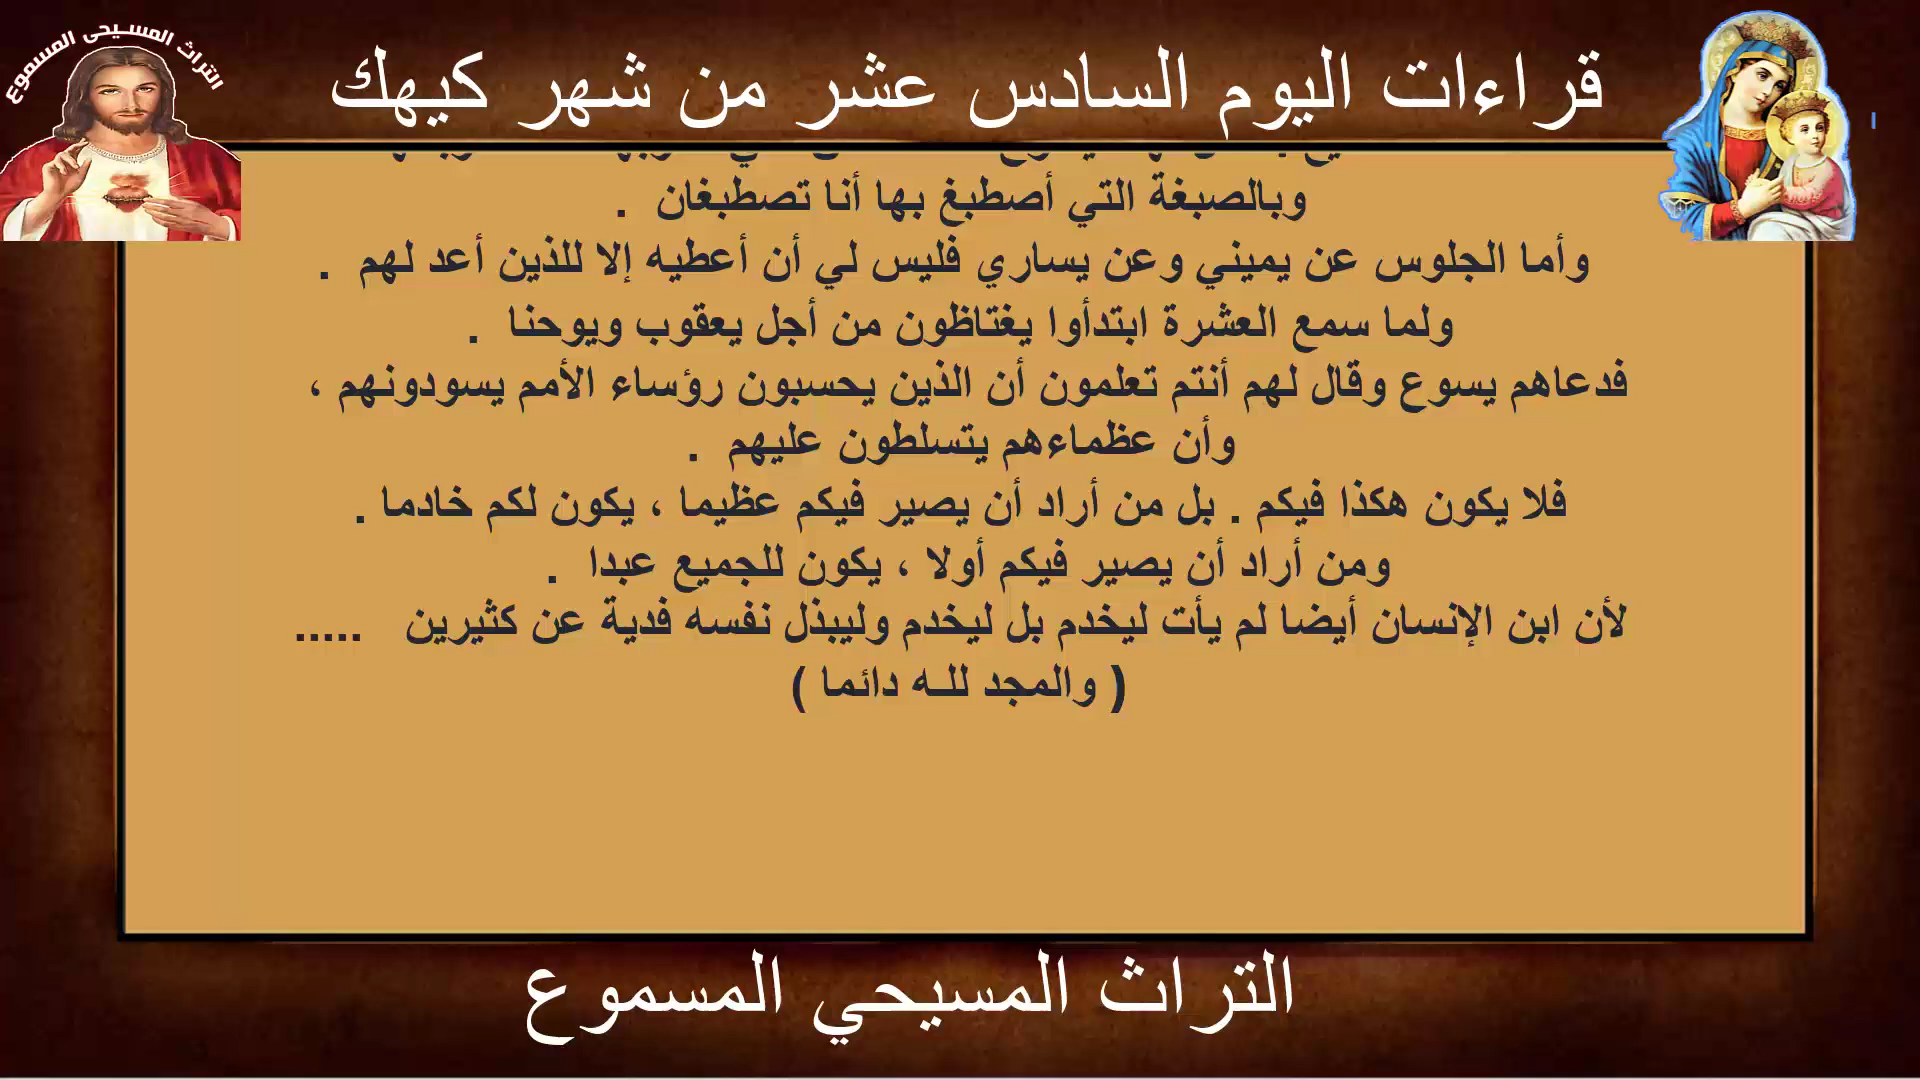 التراث المسيحى المسموع
قراءات اليوم السادس عشر من شهر كيهك
وبالصبغة التي أصطبغ بها أنا تصطبغان .
وأما الجلوس عن يميني وعن يساري فليس لي أن أعطيه إلا للذين أعد لهم .
ولما سمع العشرة ابتدأوا يغتاظون من أجل يعقوب ويوحنا .
فدعاهم يسوع وقال لهم أنتم تعلمون أن الذين يحسبون رؤساء الأمم يسودونهم ،
وأن عظماءهم يتسلطون عليهم .
فلا يكون هكذا فيكم . بل من أراد أن يصير فيكم عظيما ، يكون لكم خادما .
ومن أراد أن يصير فيكم أولا ، يكون للجميع عبدا .
لأن ابن الإنسان أيضا لم يأت ليخدم بل ليخدم وليبذل نفسه فدية عن كثيرين .....
( والمجد للـه دائما )
التراث المسيحي المسموع